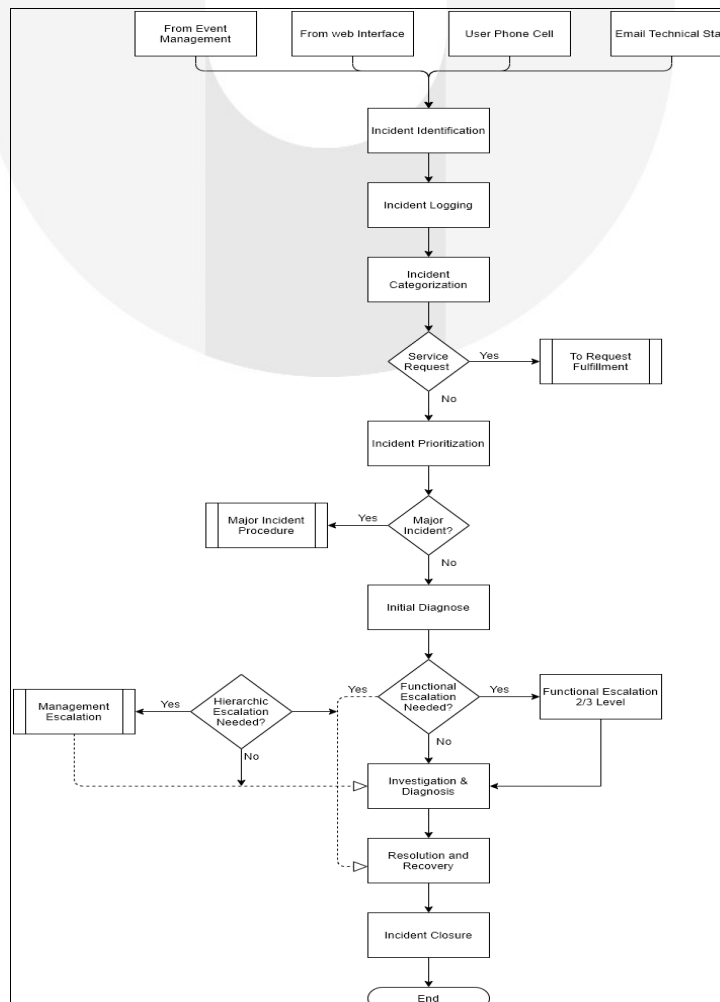 From Event
Management
From web Interface
User Phone Cell
Email Technical Sta
Incident Identification
Incident Logging
Incident
Categorization
Service
Request
Yes
To Request
Fulfillment
No
Incident Prioritization
Major Incident
Procedure
Yes
Major
Incident?
No
Initial Diagnose
Management
Escalation
Yes
Hierarchic
Escalation
Needed?
No
Yes
Functional
Escalation
Needed?
Yes
Functional Escalation
2/3 Level
No
Investigation &
Diagnosis
Resolution and
Recovery
Incident Closure
End